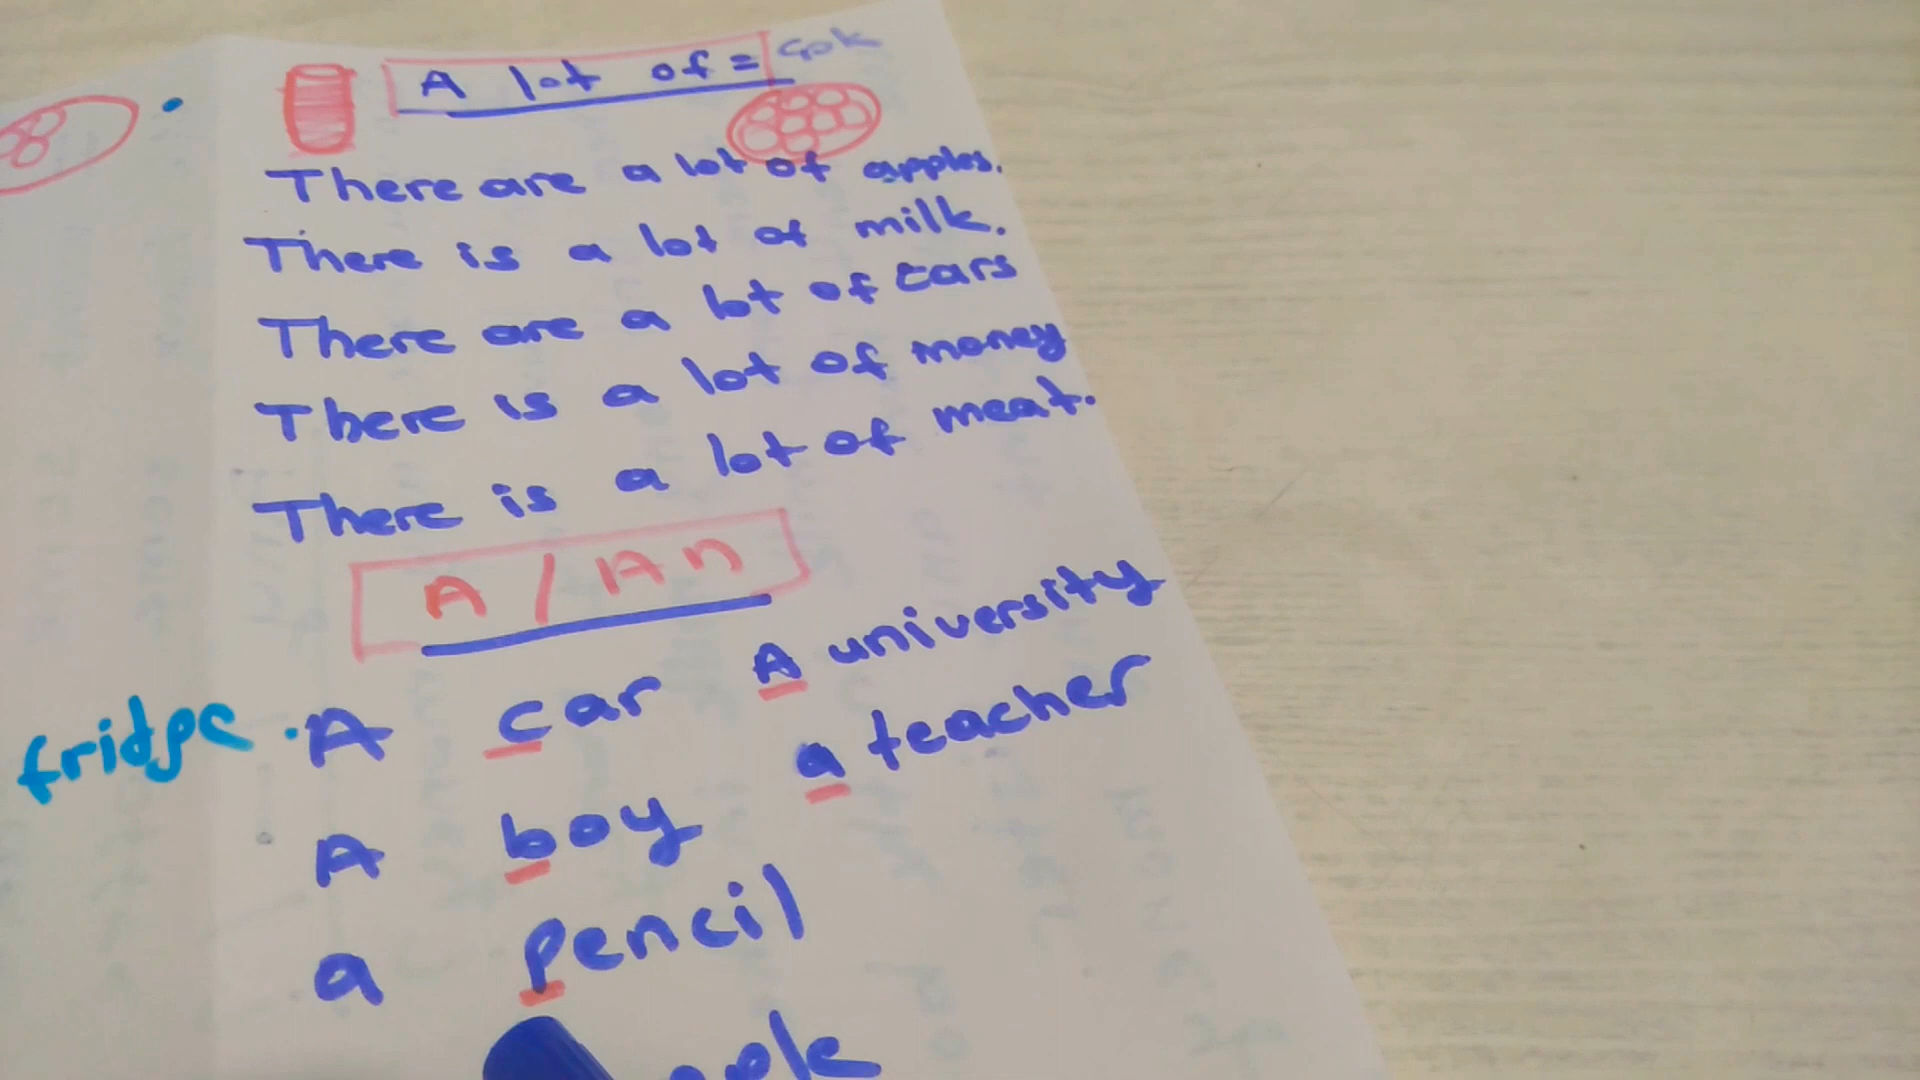 A lot of = çok
There are a lot of apples.
There is a lot of milk.
There are a lot of cars
There is a lot of money
There is a lot of meat.
A / An
fridge . A car A university
A boy a teacher
a pencil